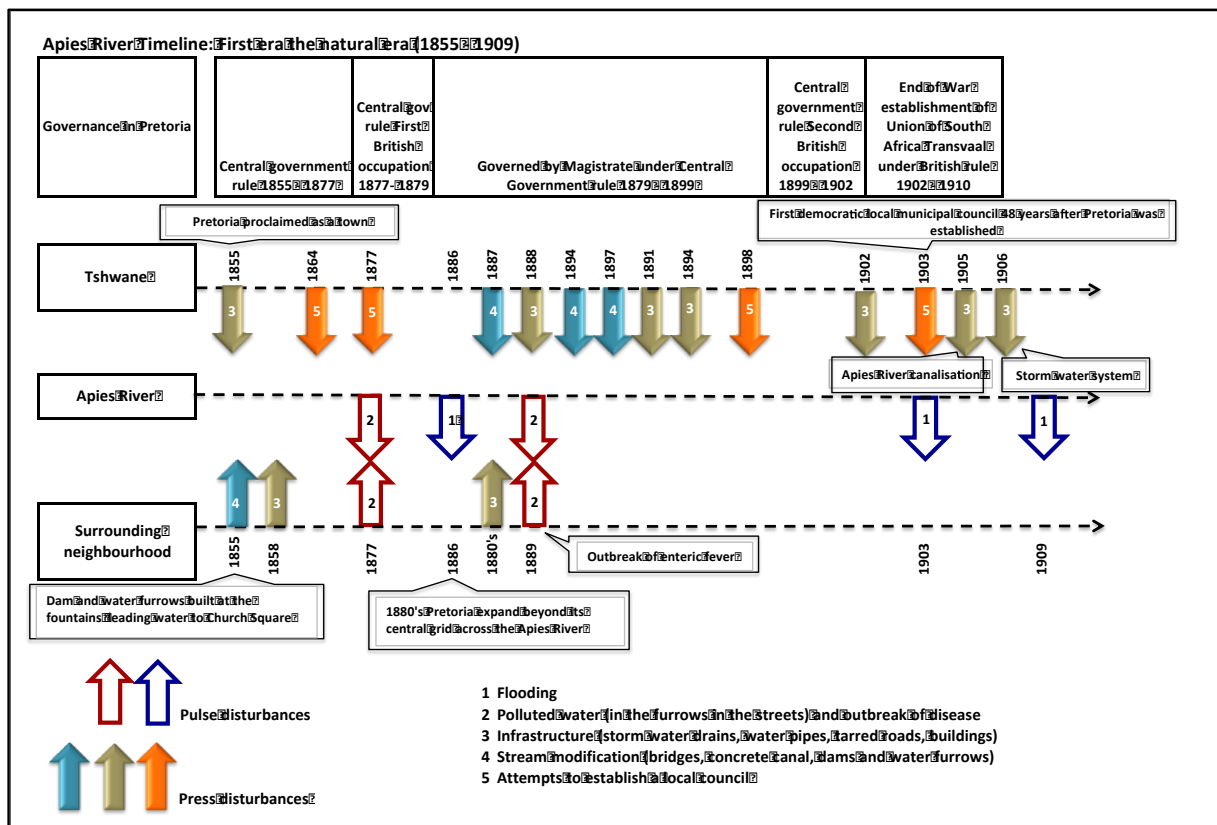 Apies River Timeline: First era the natural era (1855 - 1909)
Governance in Pretoria
Central government
rule 1855 - 1877
Central gov
rule First
British
occupation
1877- 1879
Governed by Magistrate under Central
Government rule 1879 - 1899
Central
government
rule Second
British
occupation
1899 - 1902
End of War
establishment of
Union of South
Africa Transvaal
under British rule
1902 - 1910
Pretoria proclaimed as a town
First democratic local municipal council 48 years after Pretoria was
established
Tshwane
1855 1864 1877 1886 1887 1888 1894 1897 1891 1894 1898 1902 1903 1905 1906
3 5 5 4 3 4 4 3 3 5 3 5 3 3
Apies River canalisation
Storm water system
Apies River
2 1 2 1 1
4 3 2 3 2
Surrounding
neighbourhood
1855 1858 1877 1886 1880's 1889 1903 1909
Outbreak of enteric fever
Dam and water furrows built at the
fountains leading water to Church Square
1880's Pretoria expand beyond its
central grid across the Apies River
Pulse disturbances
Press disturbances
1 Flooding
2 Polluted water (in the furrows in the streets) and outbreak of disease
3 Infrastructure (storm water drains, water pipes, tarred roads, buildings)
4 Stream modification (bridges, concrete canal, dams and water furrows)
5 Attempts to establish a local council